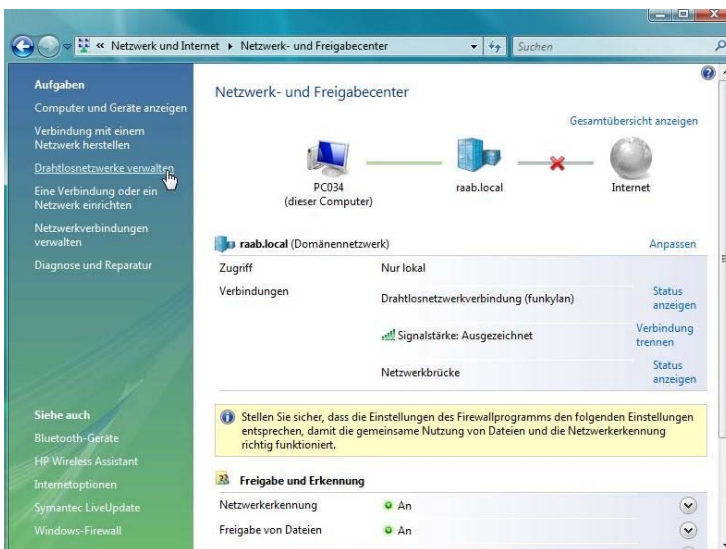 « Netzwerk und Internet ▸ Netzwerk- und Freigabecenter
Suchen
Aufgaben
Computer und Geräte anzeigen
Verbindung mit einem
Netzwerk herstellen
Drahtlosnetzwerke verwalten
Eine Verbindung oder ein
Netzwerk einrichten
Netzwerkverbindungen
verwalten
Diagnose und Reparatur
Siehe auch
Bluetooth-Geräte
HP Wireless Assistant
Internetoptionen
Symantec LiveUpdate
Windows-Firewall
Netzwerk- und Freigabecenter
Gesamtübersicht anzeigen
PC034
(dieser Computer)
raab.local
Internet
raab.local (Domänennetzwerk)
Anpassen
Zugriff
Nur lokal
Verbindungen
Drahtlosnetzwerkverbindung (funkylan)
Status
anzeigen
Signalstärke: Ausgezeichnet
Verbindung
trennen
Netzwerkbrücke
Status
anzeigen
Stellen Sie sicher, dass die Einstellungen des Firewallprogramms den folgenden Einstellungen
entsprechen, damit die gemeinsame Nutzung von Dateien und die Netzwerkerkennung
richtig funktioniert.
Freigabe und Erkennung
Netzwerkerkennung
An
Freigabe von Dateien
An